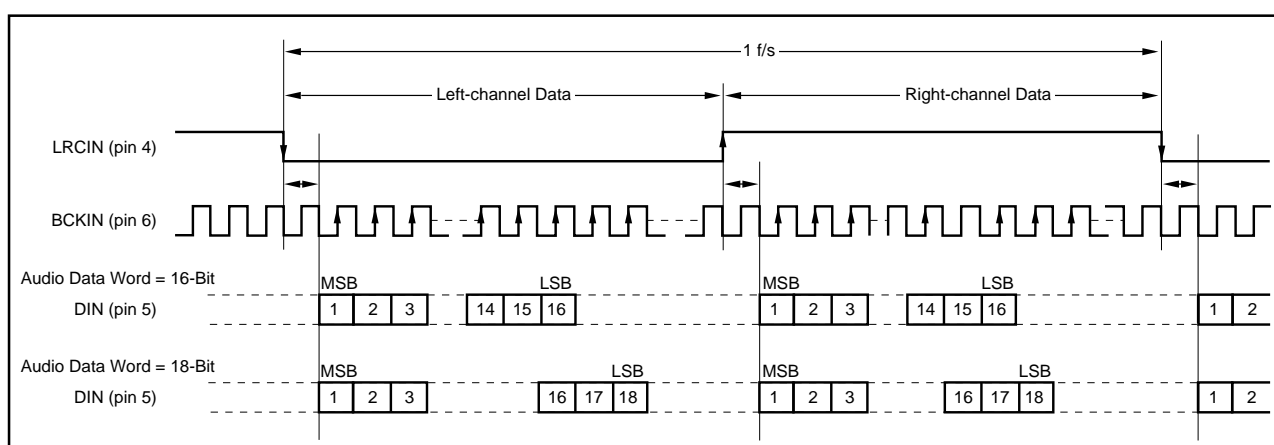 1 f/s
Left-channel Data
Right-channel Data
LRCIN (pin 4)
BCKIN (pin 6)
Audio Data Word = 16-Bit
MSB LSB MSB LSB
DIN (pin 5) 1 2 3 14 15 16 1 2 3 14 15 16 1 2
Audio Data Word = 18-Bit
MSB LSB MSB LSB
DIN (pin 5) 1 2 3 16 17 18 1 2 3 16 17 18 1 2